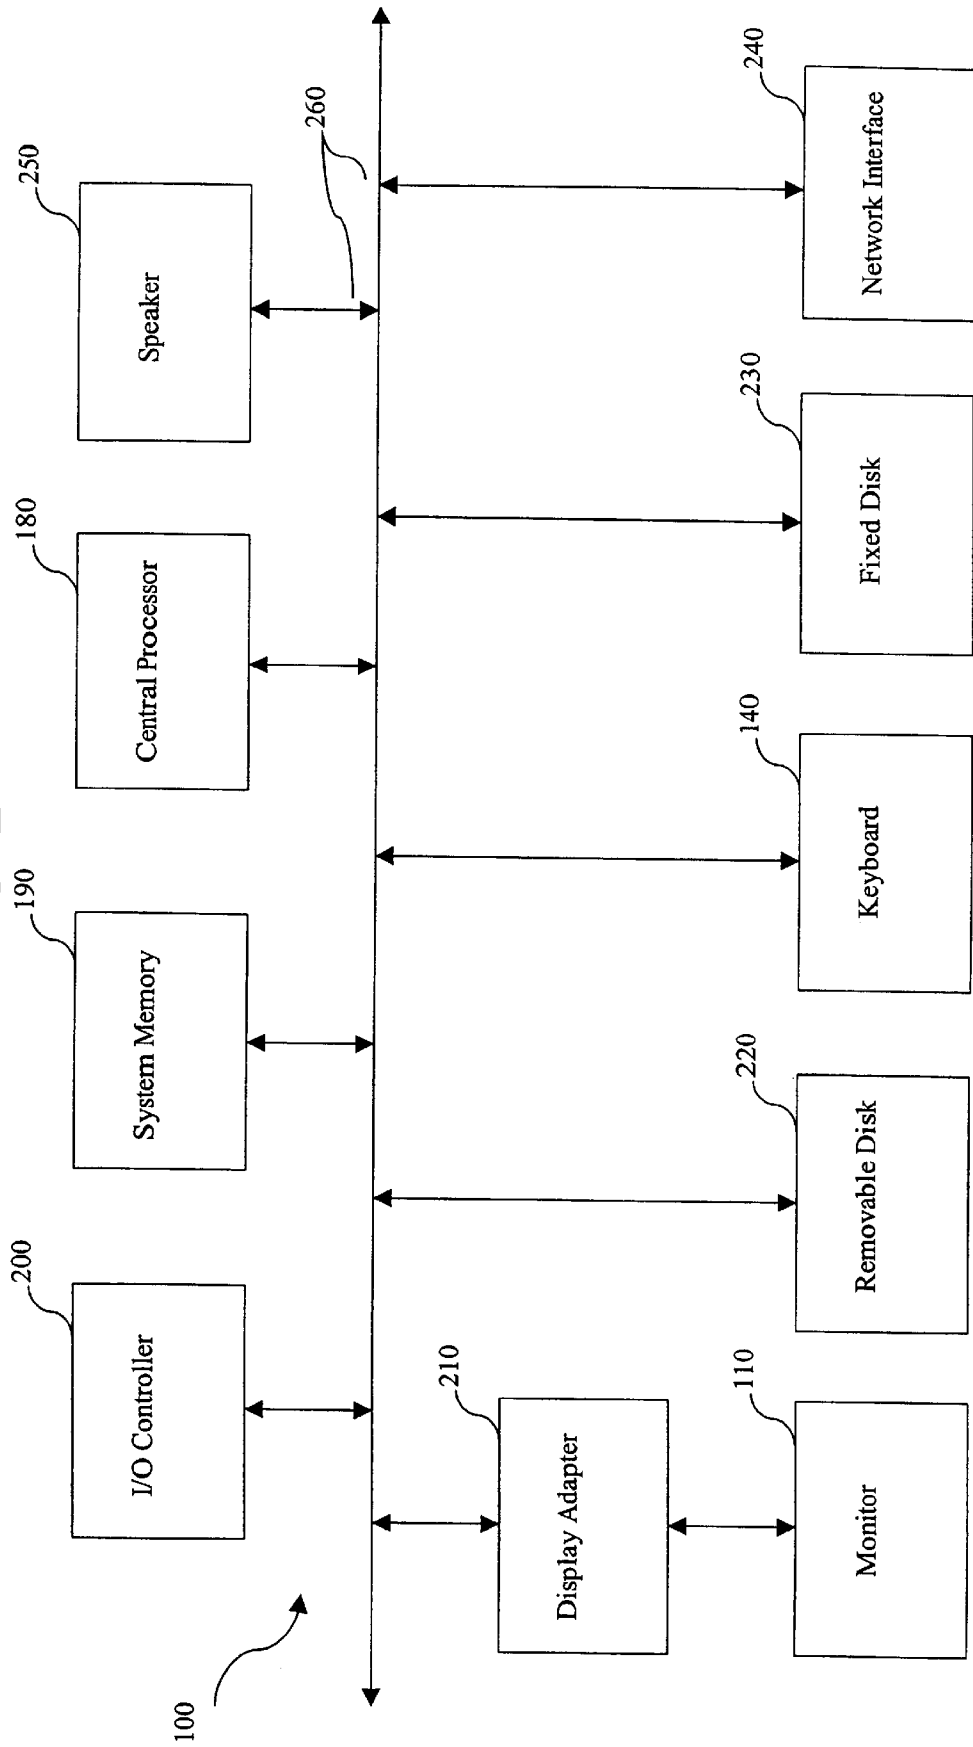 200
190
180
250
I/O Controller
System Memory
Central Processor
Speaker
100
260
210
Display Adapter
110
220
140
230
240
Monitor
Removable Disk
Keyboard
Fixed Disk
Network Interface